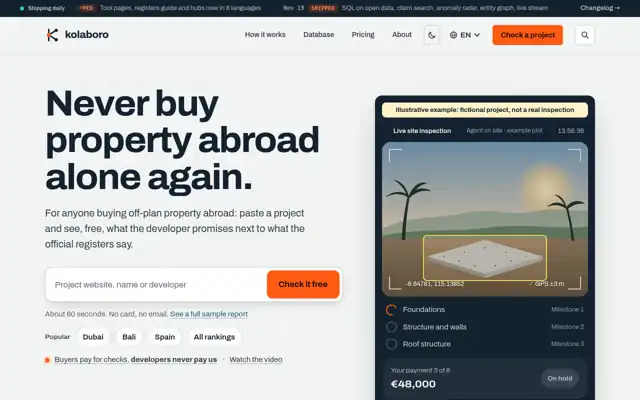 Shipping daily
SHIPPED Tool pages, registers guide and hubs now in 8 languages
Nov 19 SHIPPED SQL on open data, claim search, anomaly radar, entity graph, live stream
Changelog →
kolaboro
How it works
Database
Pricing
About
EN
Check a project
Never buy
property abroad
alone again.
For anyone buying off-plan property abroad: paste a project
and see, free, what the developer promises next to what the
official registers say.
Project website, name or developer
Check it free
About 60 seconds. No card, no email. See a full sample report
Popular
Dubai
Bali
Spain
All rankings
Buyers pay for checks, developers never pay us · Watch the video
Illustrative example: fictional project, not a real inspection
Live site inspection
Agent on site · example plot
13:56:36
-8.64761, 115.13652
GPS ±3 m
Foundations
Milestone 1
Structure and walls
Milestone 2
Roof structure
Milestone 3
Your payment 3 of 8
€48,000
On hold